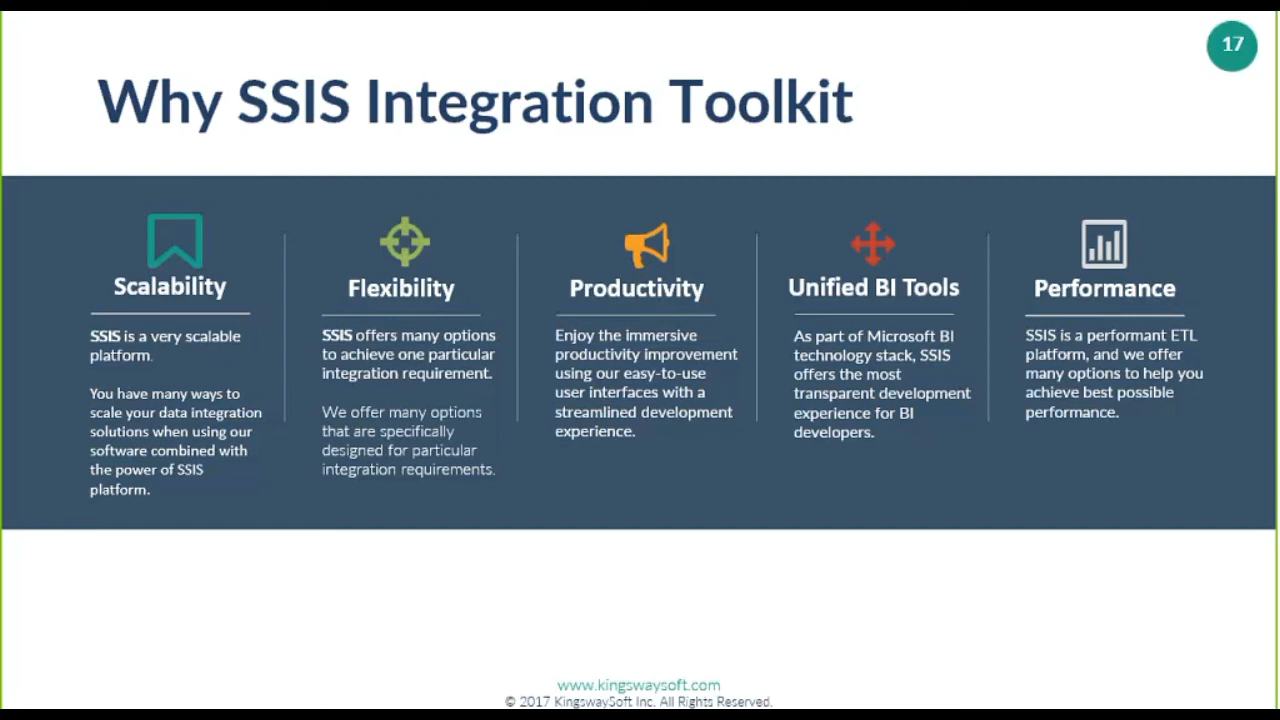 17
Why SSIS Integration Toolkit
Scalability
SSIS is a very scalable
platform.
You have many ways to
scale your data integration
solutions when using our
software combined with
the power of SSIS
platform.
Flexibility
SSIS offers many options
to achieve one particular
integration requirement.
We offer many options
that are specifically
designed for particular
integration requirements.
Productivity
Enjoy the immersive
productivity improvement
using our easy-to-use
user interfaces with a
streamlined development
experience.
Unified BI Tools
As part of Microsoft BI
technology stack, SSIS
offers the most
transparent development
experience for BI
developers.
Performance
SSIS is a performant ETL
platform, and we offer
many options to help you
achieve best possible
performance.
www.kingswaysoft.com
© 2017 KingswaySoft Inc. All Rights Reserved.